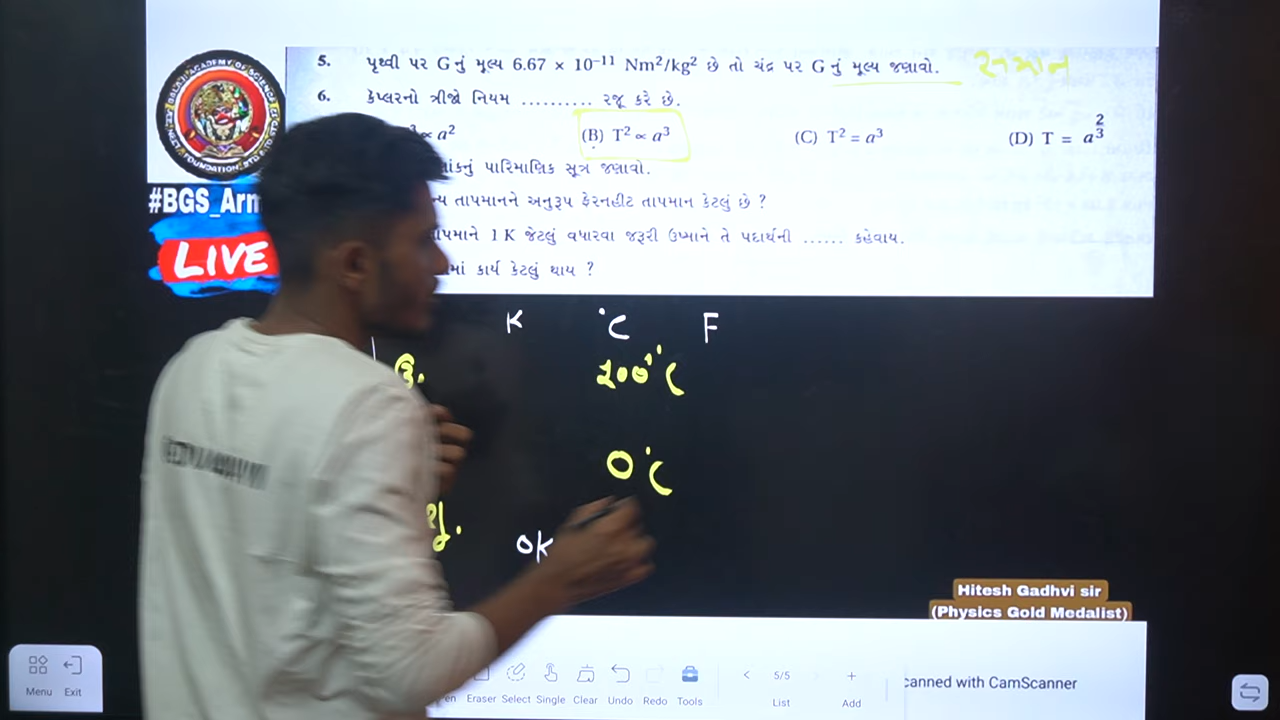 5. પૃથ્વી પર G નું મૂલ્ય 6.67 × 10⁻¹¹ Nm²/kg² છે તો ચંદ્ર પર G નું મૂલ્ય જણાવો. સમાન
6. કેપ્લરનો ત્રીજો નિયમ .......... રજૂ કરે છે.
∝ a² (B) T² ∝ a³ (C) T² = a³ (D) T = a^(2/3)
પારિમાણિક સૂત્ર જણાવો.
તાપમાનને અનુરૂપ ફેરનહીટ તાપમાન કેટલું છે ?
1 K જેટલું વધારવા જરૂરી ઉષ્માને તે પદાર્થની ...... કહેવાય.
માં કાર્ય કેટલું થાય ?
#BGS_Arm
LIVE
K °C F
ઉ. ૧૦૦°C
0°C
0K
Hitesh Gadhvi sir
(Physics Gold Medalist)
Menu Exit
Eraser Select Single Clear Undo Redo Tools
< 5/5 > +
List Add
canned with CamScanner